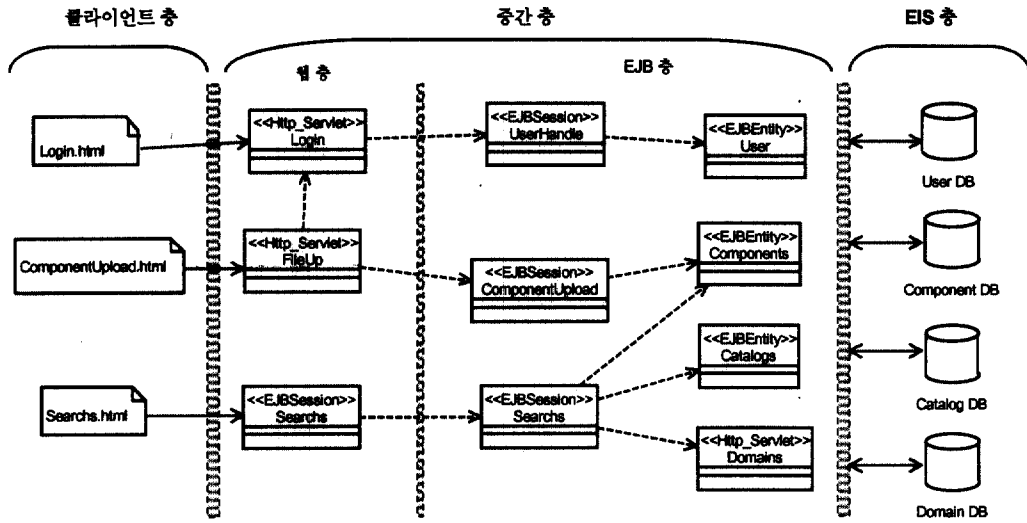 클라이언트 층
중간 층
EIS 층
웹 층
EJB 층
Login.html
<<Http_Servlet>>
Login
<<EJBSession>>
UserHandle
<<EJBEntity>>
User
User DB
ComponentUpload.html
<<Http_Servlet>>
FileUp
<<EJBSession>>
ComponentUpload
<<EJBEntity>>
Components
Component DB
<<EJBEntity>>
Catalogs
Catalog DB
Searchs.html
<<EJBSession>>
Searchs
<<EJBSession>>
Searchs
<<Http_Servlet>>
Domains
Domain DB